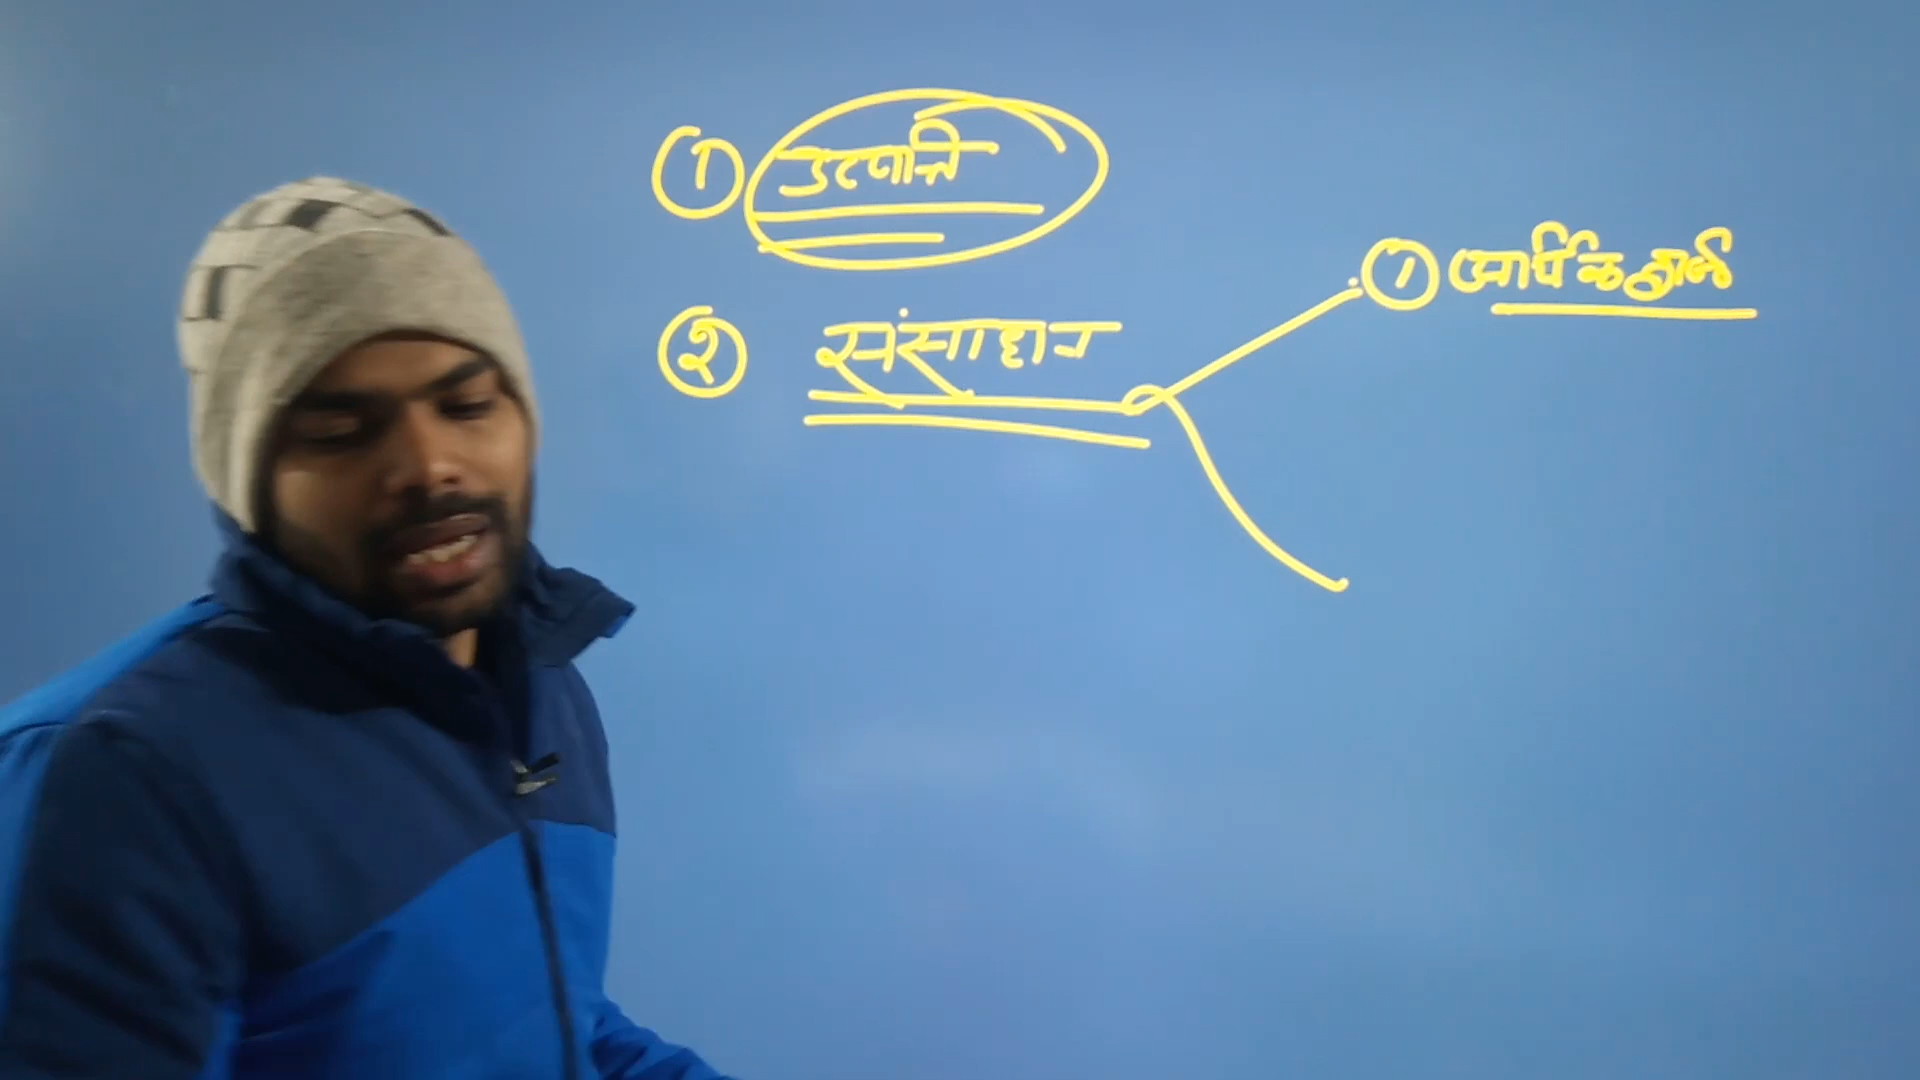 ① उत्पत्ति
② संसाधन
① आर्थिक